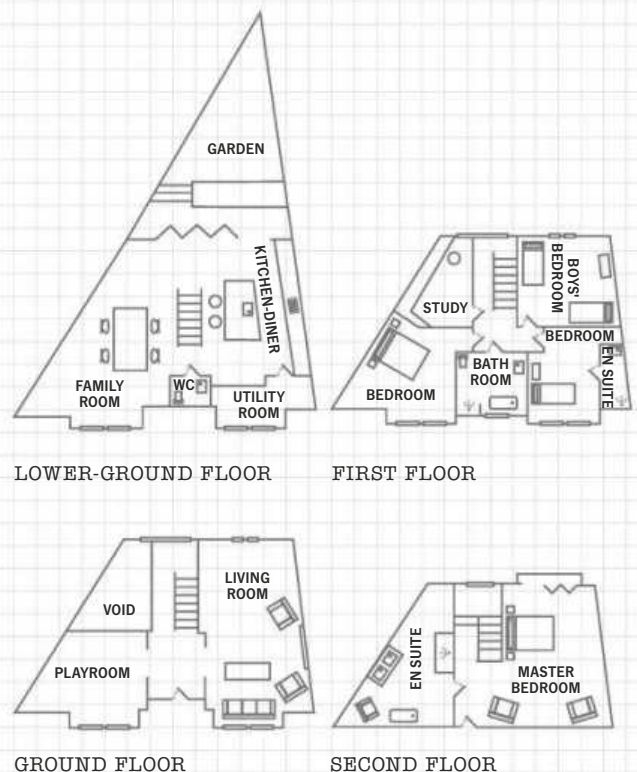 GARDEN
KITCHEN-DINER
FAMILY
ROOM
WC
UTILITY
ROOM
LOWER-GROUND FLOOR
BOYS'
BEDROOM
STUDY
BEDROOM
BATH
ROOM
BEDROOM
EN SUITE
FIRST FLOOR
LIVING
ROOM
VOID
PLAYROOM
GROUND FLOOR
EN SUITE
MASTER
BEDROOM
SECOND FLOOR